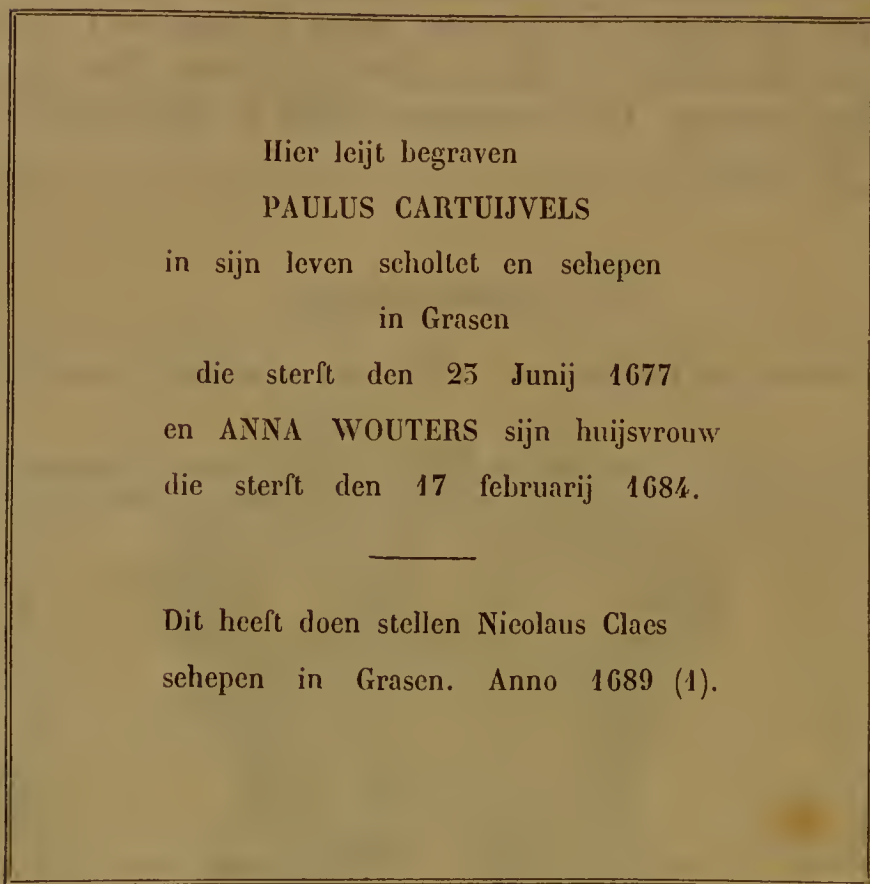 Hier leijt begraven
PAULUS CARTUIJVELS
in sijn leven scholtet en schepen
in Grasen
die sterft den 23 Junij 1677
en ANNA WOUTERS sijn huijsvrouw
die sterft den 17 februarij 1684.
Dit heeft doen stellen Nicolaus Claes
schepen in Grasen. Anno 1689 (1).